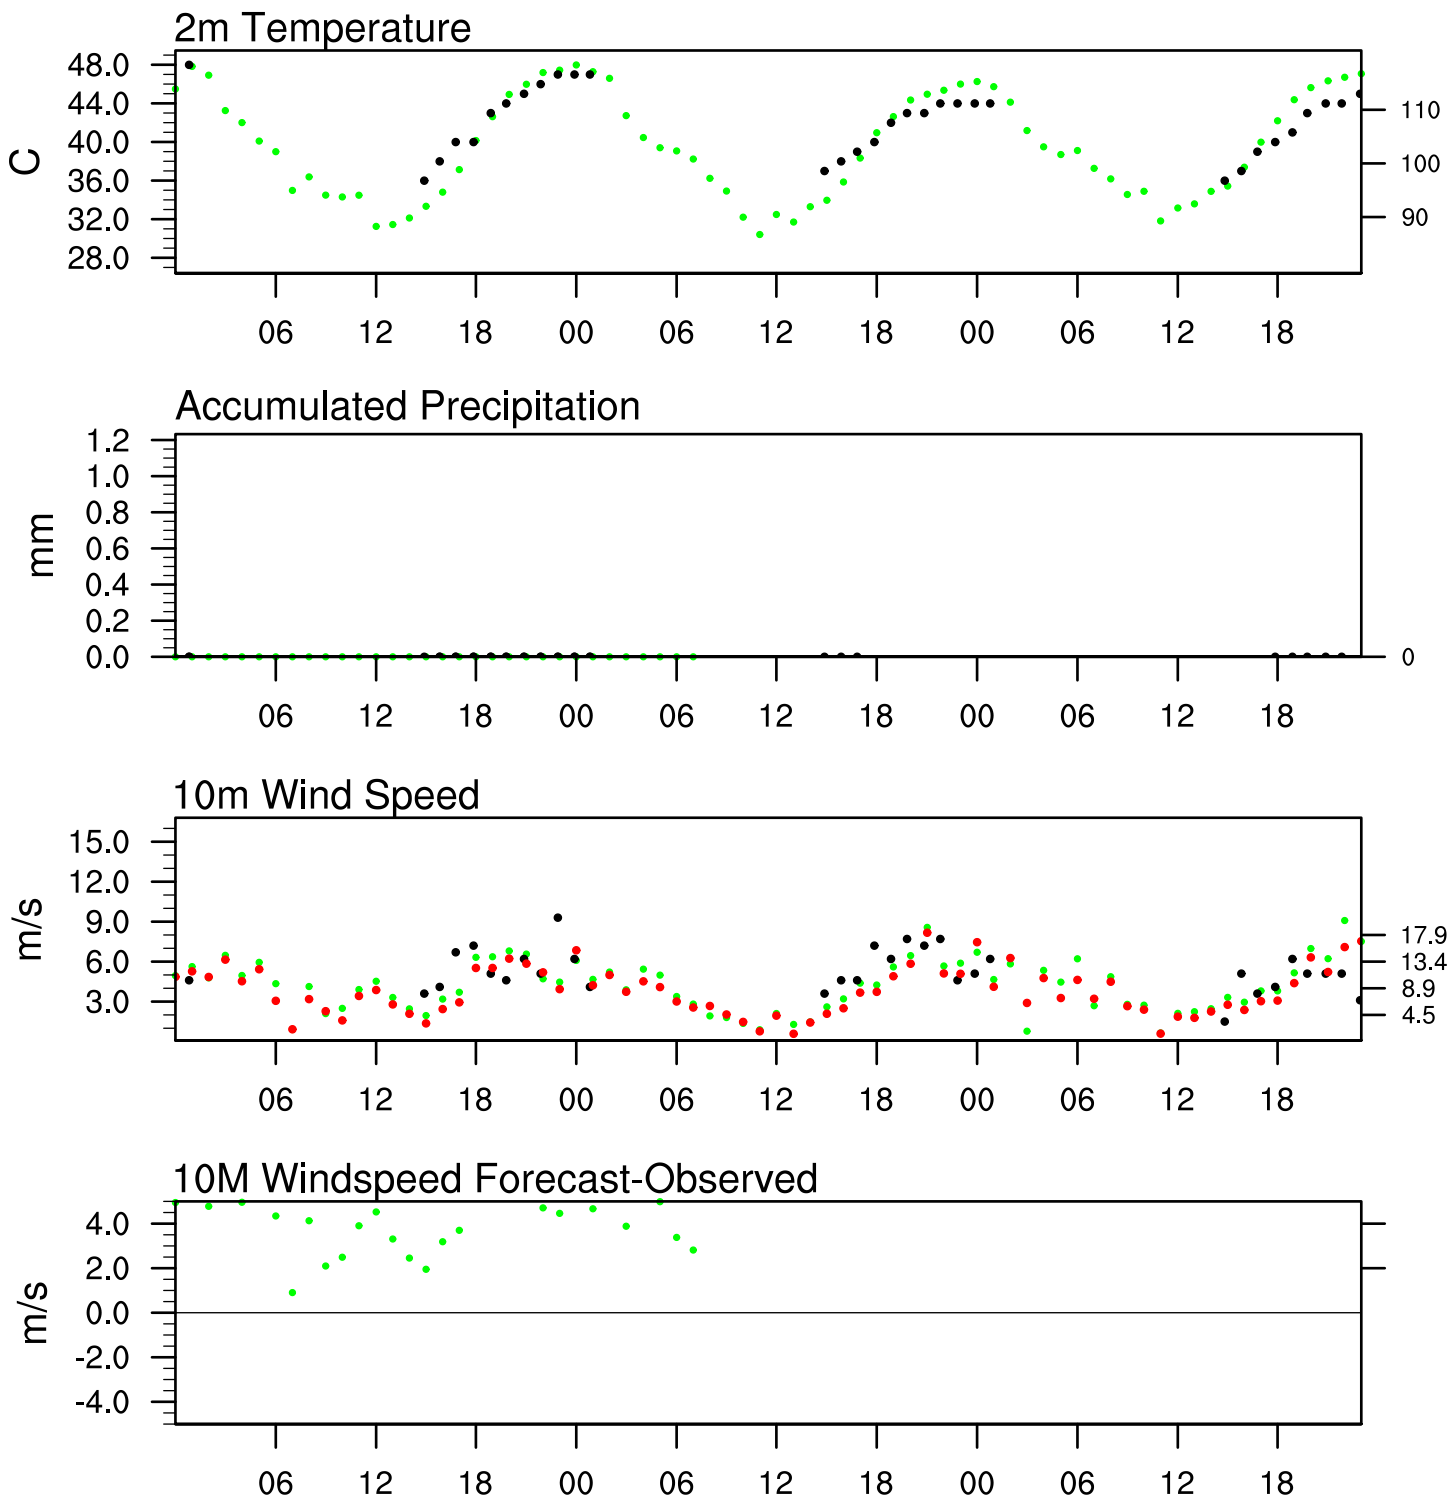 2m Temperature
48.0
44.0
40.0
36.0
32.0
28.0
C
110
100
90
06 12 18 00 06 12 18 00 06 12 18
Accumulated Precipitation
1.2
1.0
0.8
0.6
0.4
0.2
0.0
mm
0
06 12 18 00 06 12 18 00 06 12 18
10m Wind Speed
15.0
12.0
9.0
6.0
3.0
m/s
17.9
13.4
8.9
4.5
06 12 18 00 06 12 18 00 06 12 18
10M Windspeed Forecast-Observed
4.0
2.0
0.0
-2.0
-4.0
m/s
06 12 18 00 06 12 18 00 06 12 18